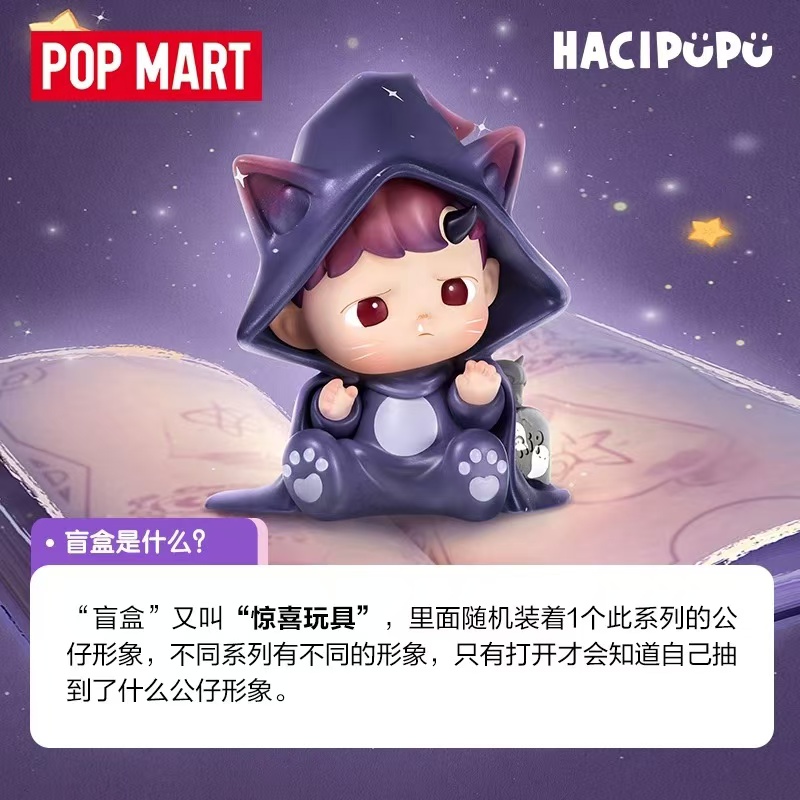 POP MART
HACIPUPU
• 盲盒是什么？
“盲盒”又叫“惊喜玩具”，里面随机装着1个此系列的公
仔形象，不同系列有不同的形象，只有打开才会知道自己抽
到了什么公仔形象。